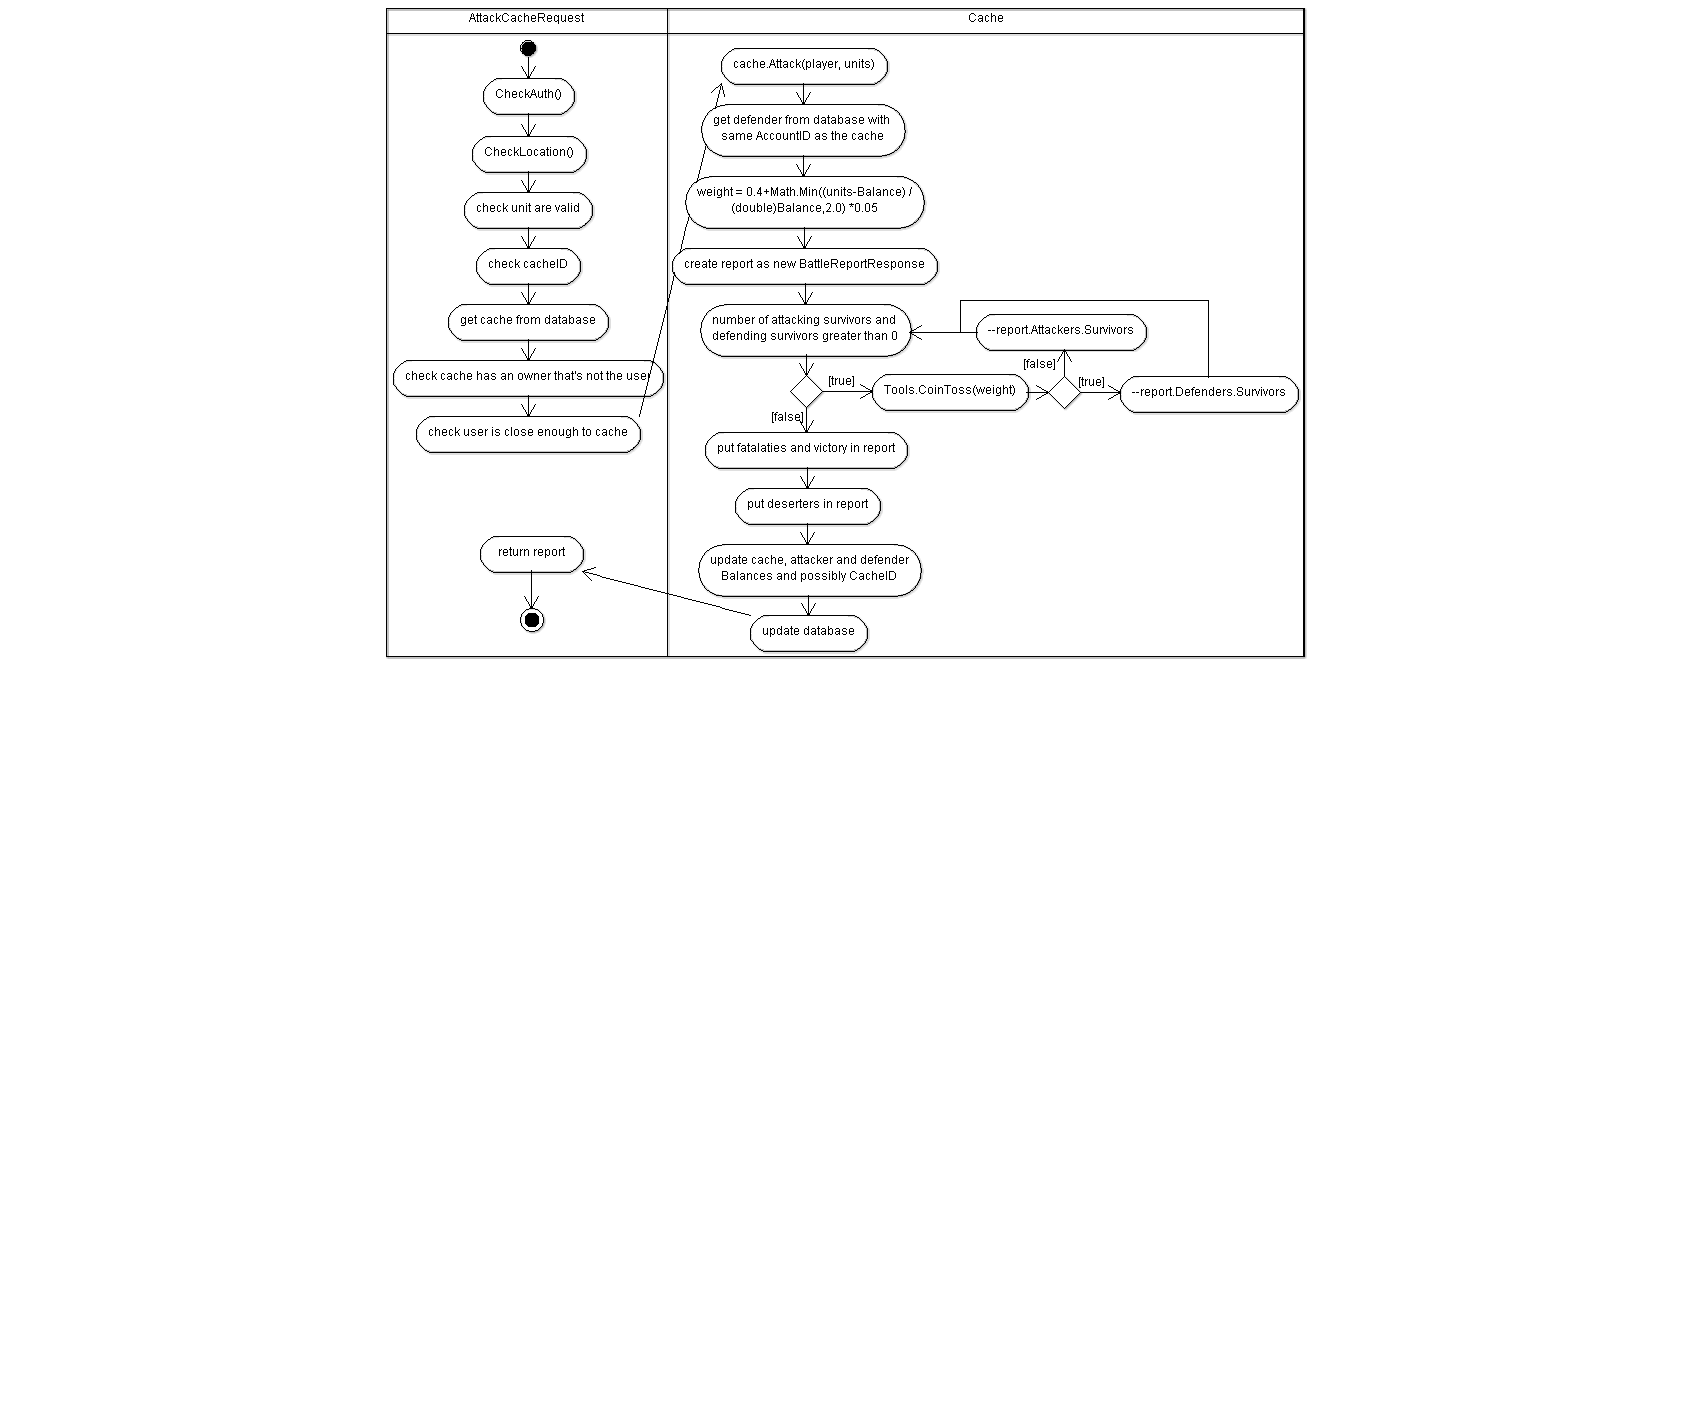 AttackCacheRequest
Cache
CheckAuth()
CheckLocation()
check unit are valid
check cacheID
get cache from database
check cache has an owner that's not the user
check user is close enough to cache
return report
cache.Attack(player, units)
get defender from database with
same AccountID as the cache
weight = 0.4+Math.Min((units-Balance) /
(double)Balance,2.0) *0.05
create report as new BattleReportResponse
number of attacking survivors and
defending survivors greater than 0
--report.Attackers.Survivors
[false]
[true]
Tools.CoinToss(weight)
[true]
--report.Defenders.Survivors
[false]
put fatalaties and victory in report
put deserters in report
update cache, attacker and defender
Balances and possibly CacheID
update database